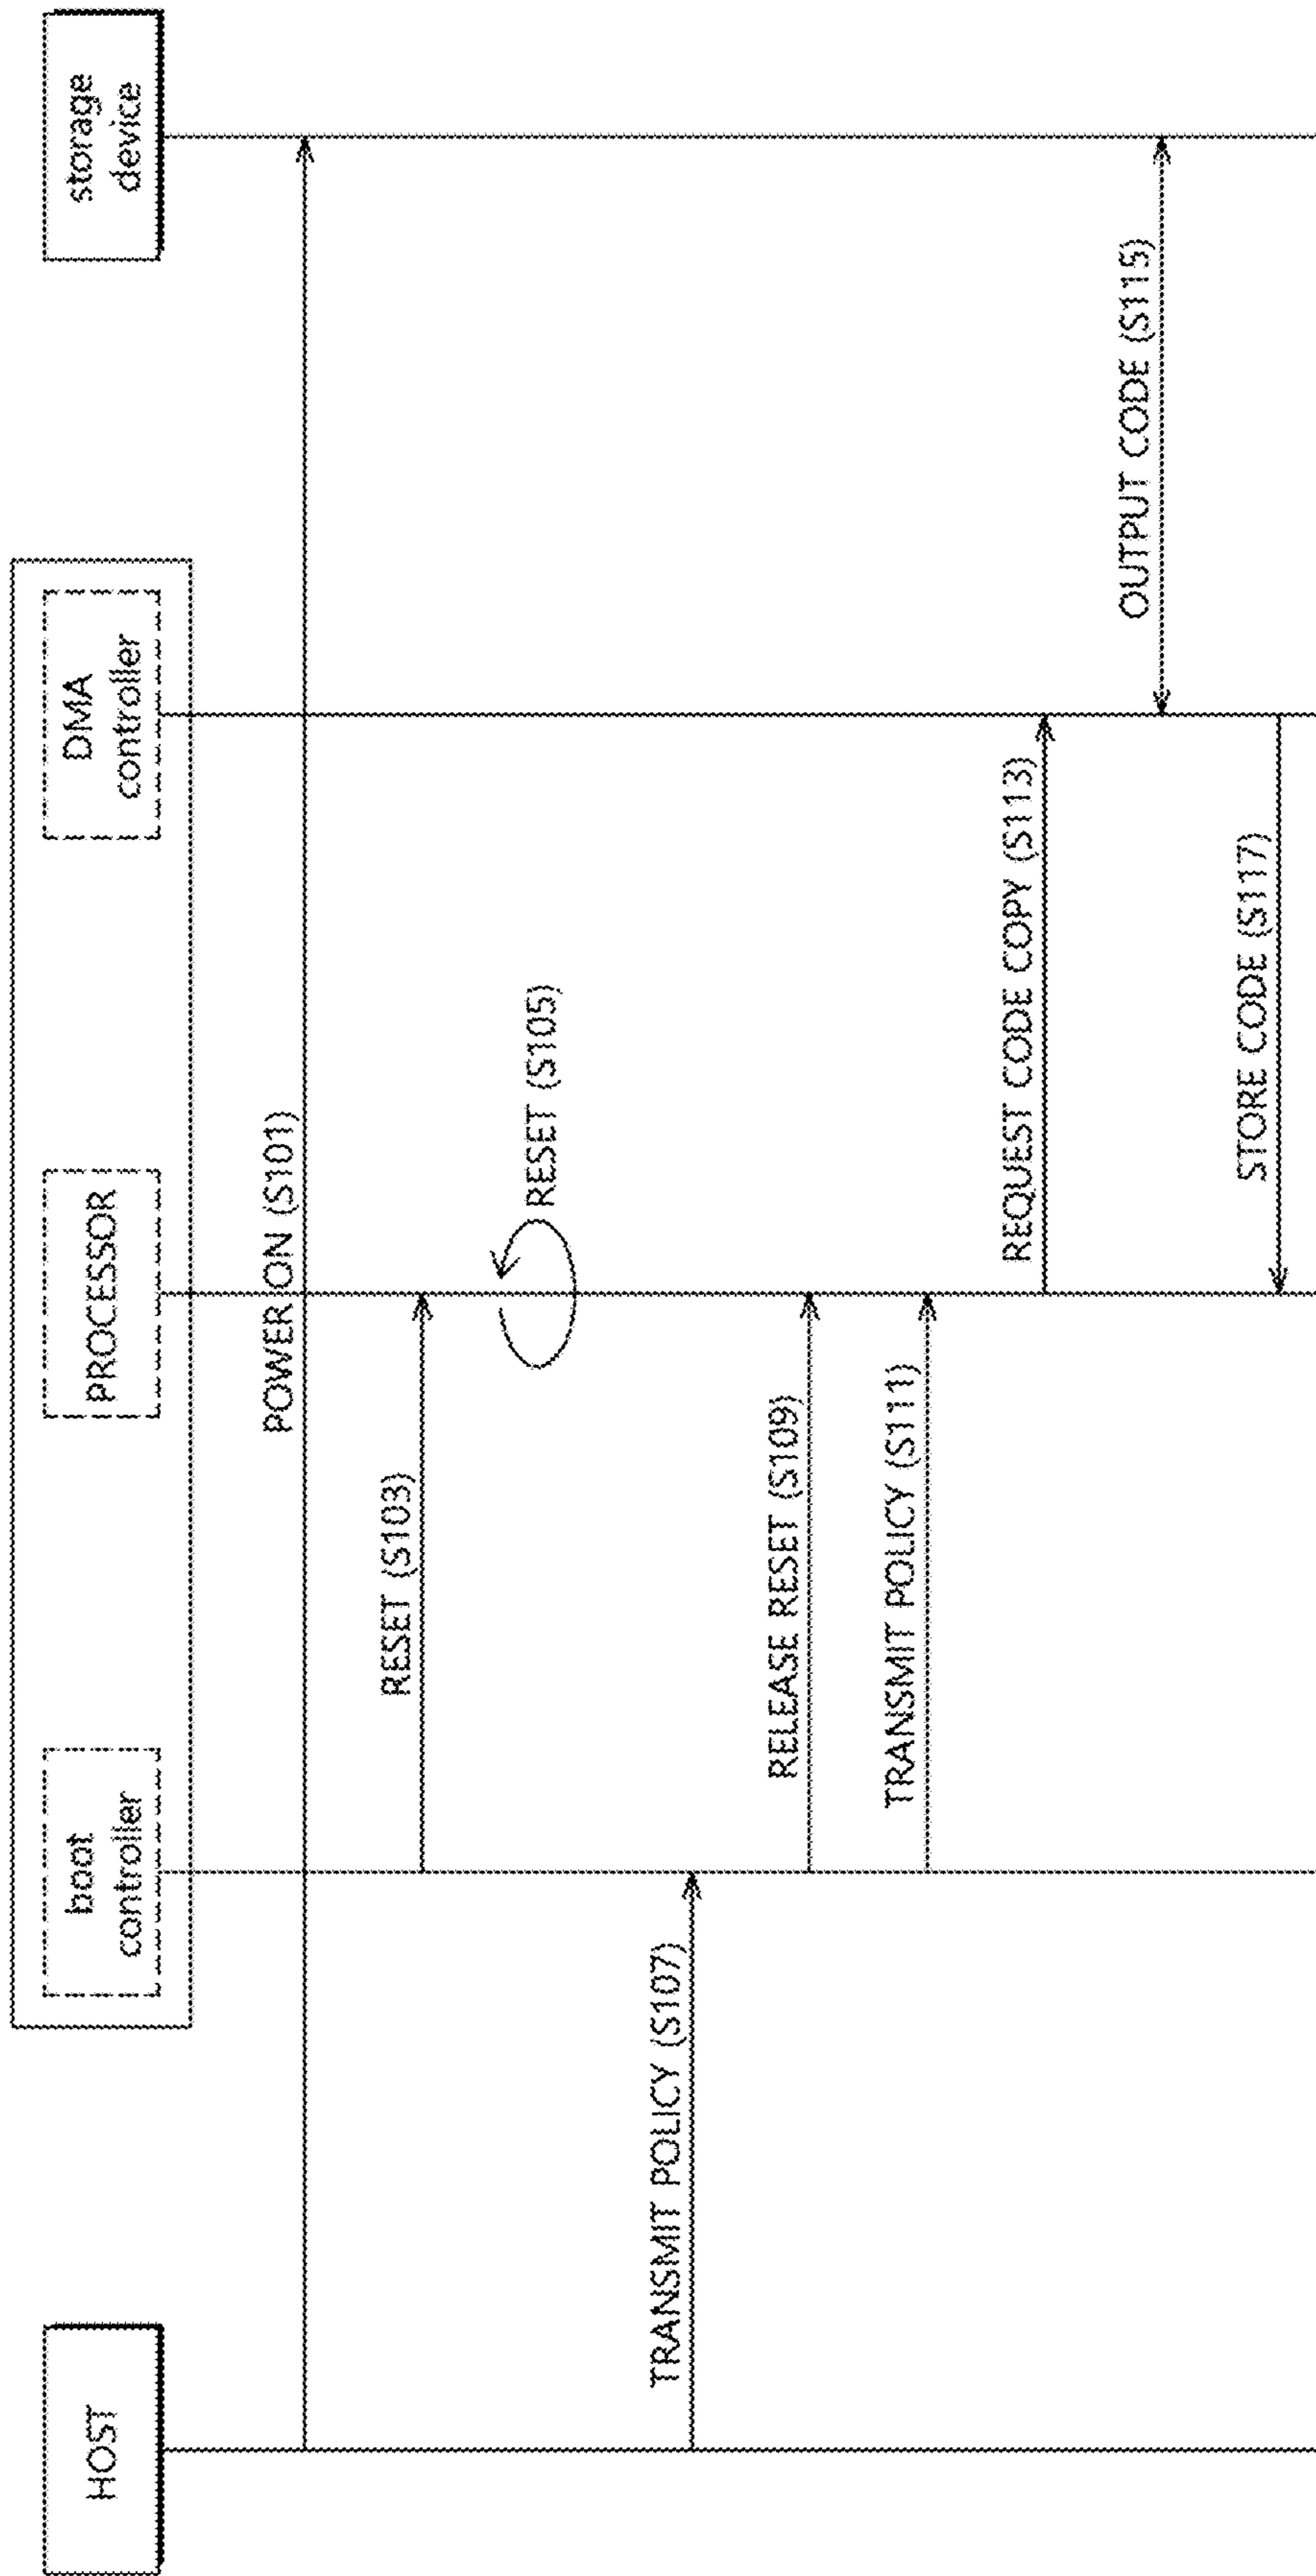 HOST
boot
controller
PROCESSOR
DMA
controller
storage
device
POWER ON (S101)
RESET (S103)
RESET (S105)
TRANSMIT POLICY (S107)
RELEASE RESET (S109)
TRANSMIT POLICY (S111)
REQUEST CODE COPY (S113)
OUTPUT CODE (S115)
STORE CODE (S117)